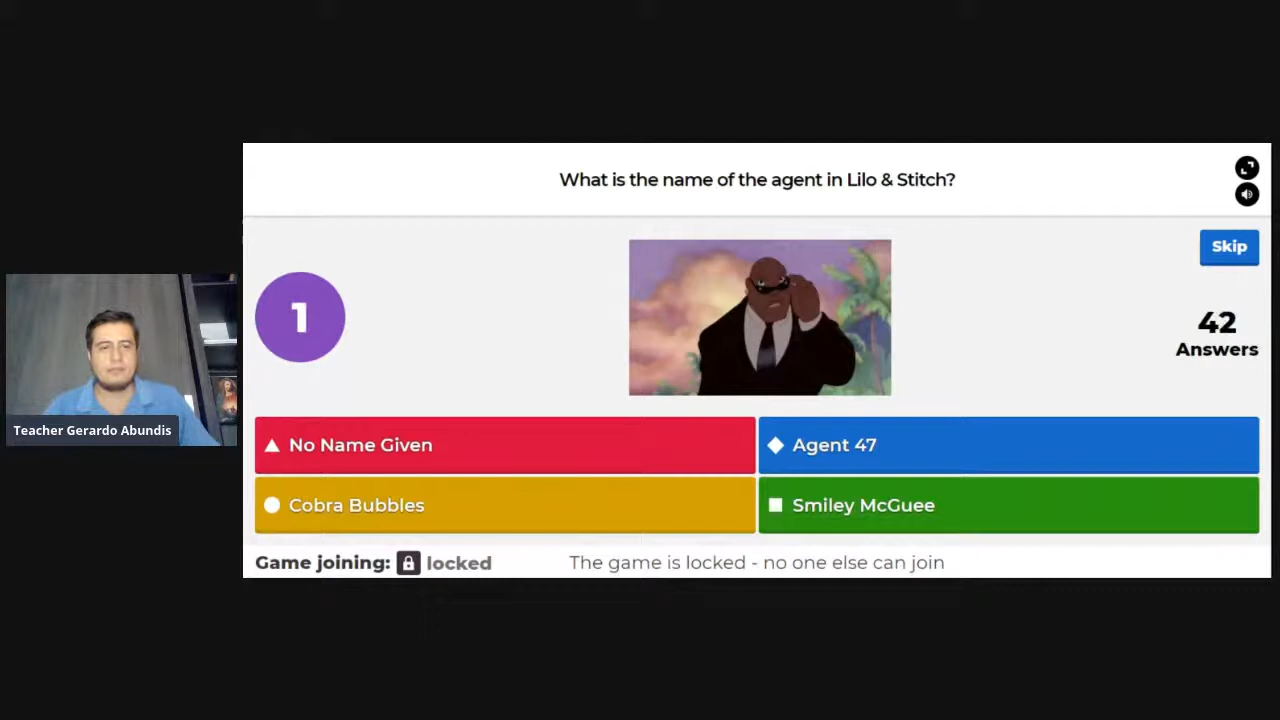 What is the name of the agent in Lilo & Stitch?
Skip
1
42
Answers
Teacher Gerardo Abundis
No Name Given
Agent 47
Cobra Bubbles
Smiley McGuee
Game joining: locked
The game is locked - no one else can join